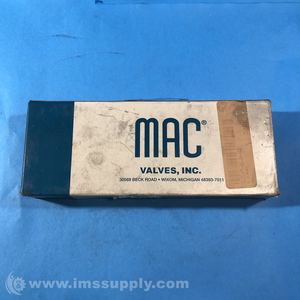 MAC®
VALVES, INC.
30569 BECK ROAD • WIXOM, MICHIGAN 48393-7011
© www.imssupply.com